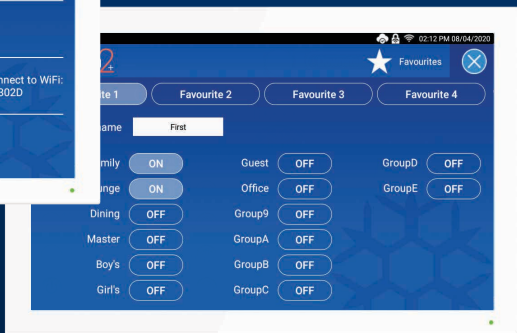 nnect to WiFi:
302D
02:12 PM 08/04/2020
2+
Favourites
ite 1 Favourite 2 Favourite 3 Favourite 4
name First
mily ON Guest OFF GroupD OFF
unge ON Office OFF GroupE OFF
Dining OFF Group9 OFF
Master OFF GroupA OFF
Boy's OFF GroupB OFF
Girl's OFF GroupC OFF